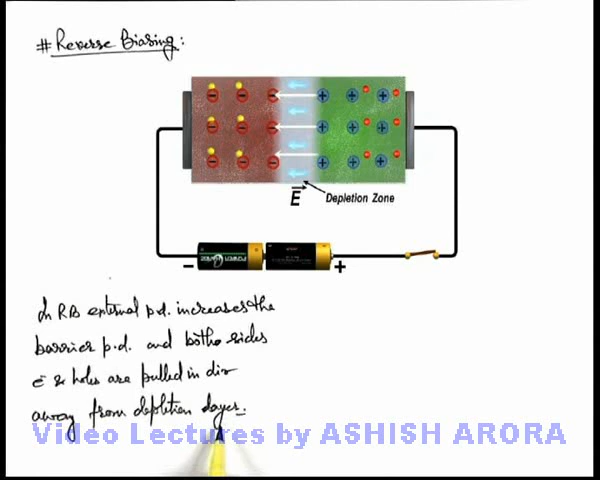 # Reverse Biasing:
E
Depletion Zone
− +
In RB external p.d. increases the
barrier p.d. and both sides
e⁻ & holes are pulled in dir
away from depletion layer.
Video Lectures by ASHISH ARORA